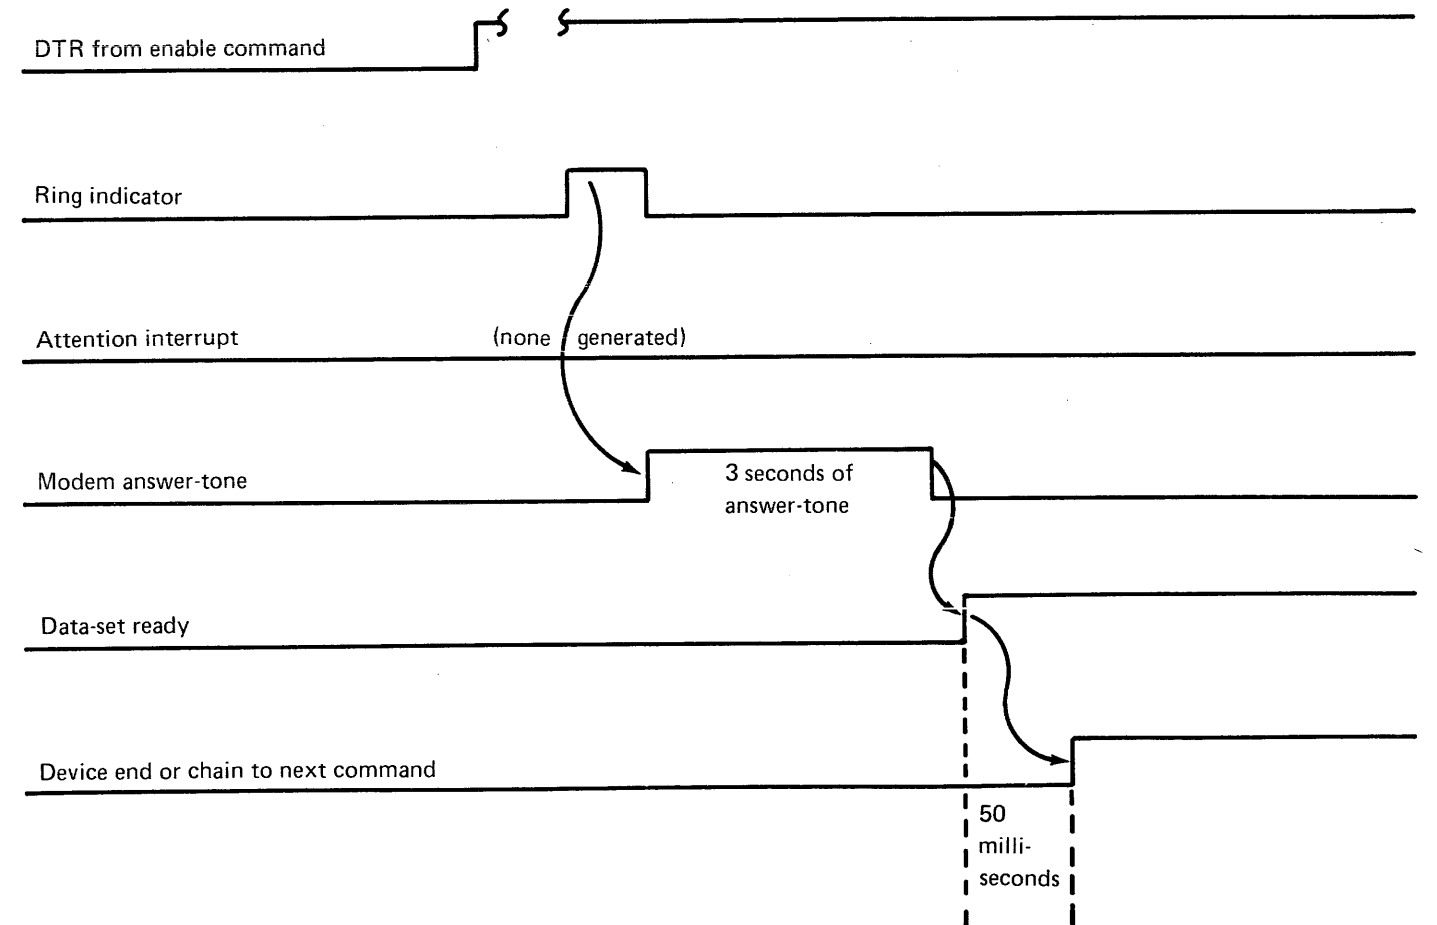 DTR from enable command
Ring indicator
Attention interrupt
(none generated)
Modem answer-tone
3 seconds of
answer-tone
Data-set ready
Device end or chain to next command
50
milli-
seconds